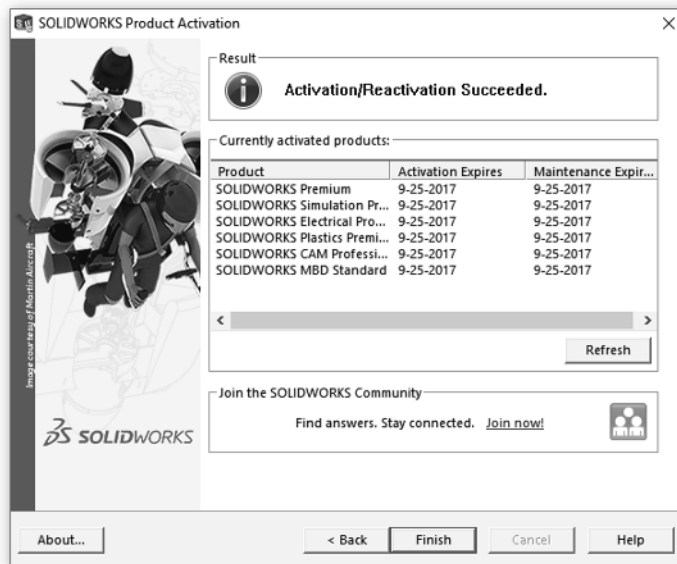 SOLIDWORKS Product Activation
Result
Activation/Reactivation Succeeded.
Currently activated products:
Product Activation Expires Maintenance Expir...
SOLIDWORKS Premium 9-25-2017 9-25-2017
SOLIDWORKS Simulation Pr... 9-25-2017 9-25-2017
SOLIDWORKS Electrical Pro... 9-25-2017 9-25-2017
SOLIDWORKS Plastics Premi... 9-25-2017 9-25-2017
SOLIDWORKS CAM Professi... 9-25-2017 9-25-2017
SOLIDWORKS MBD Standard 9-25-2017 9-25-2017
Refresh
Join the SOLIDWORKS Community
Find answers. Stay connected. Join now!
Image courtesy of Martin Aircraft
SOLIDWORKS
About... < Back Finish Cancel Help